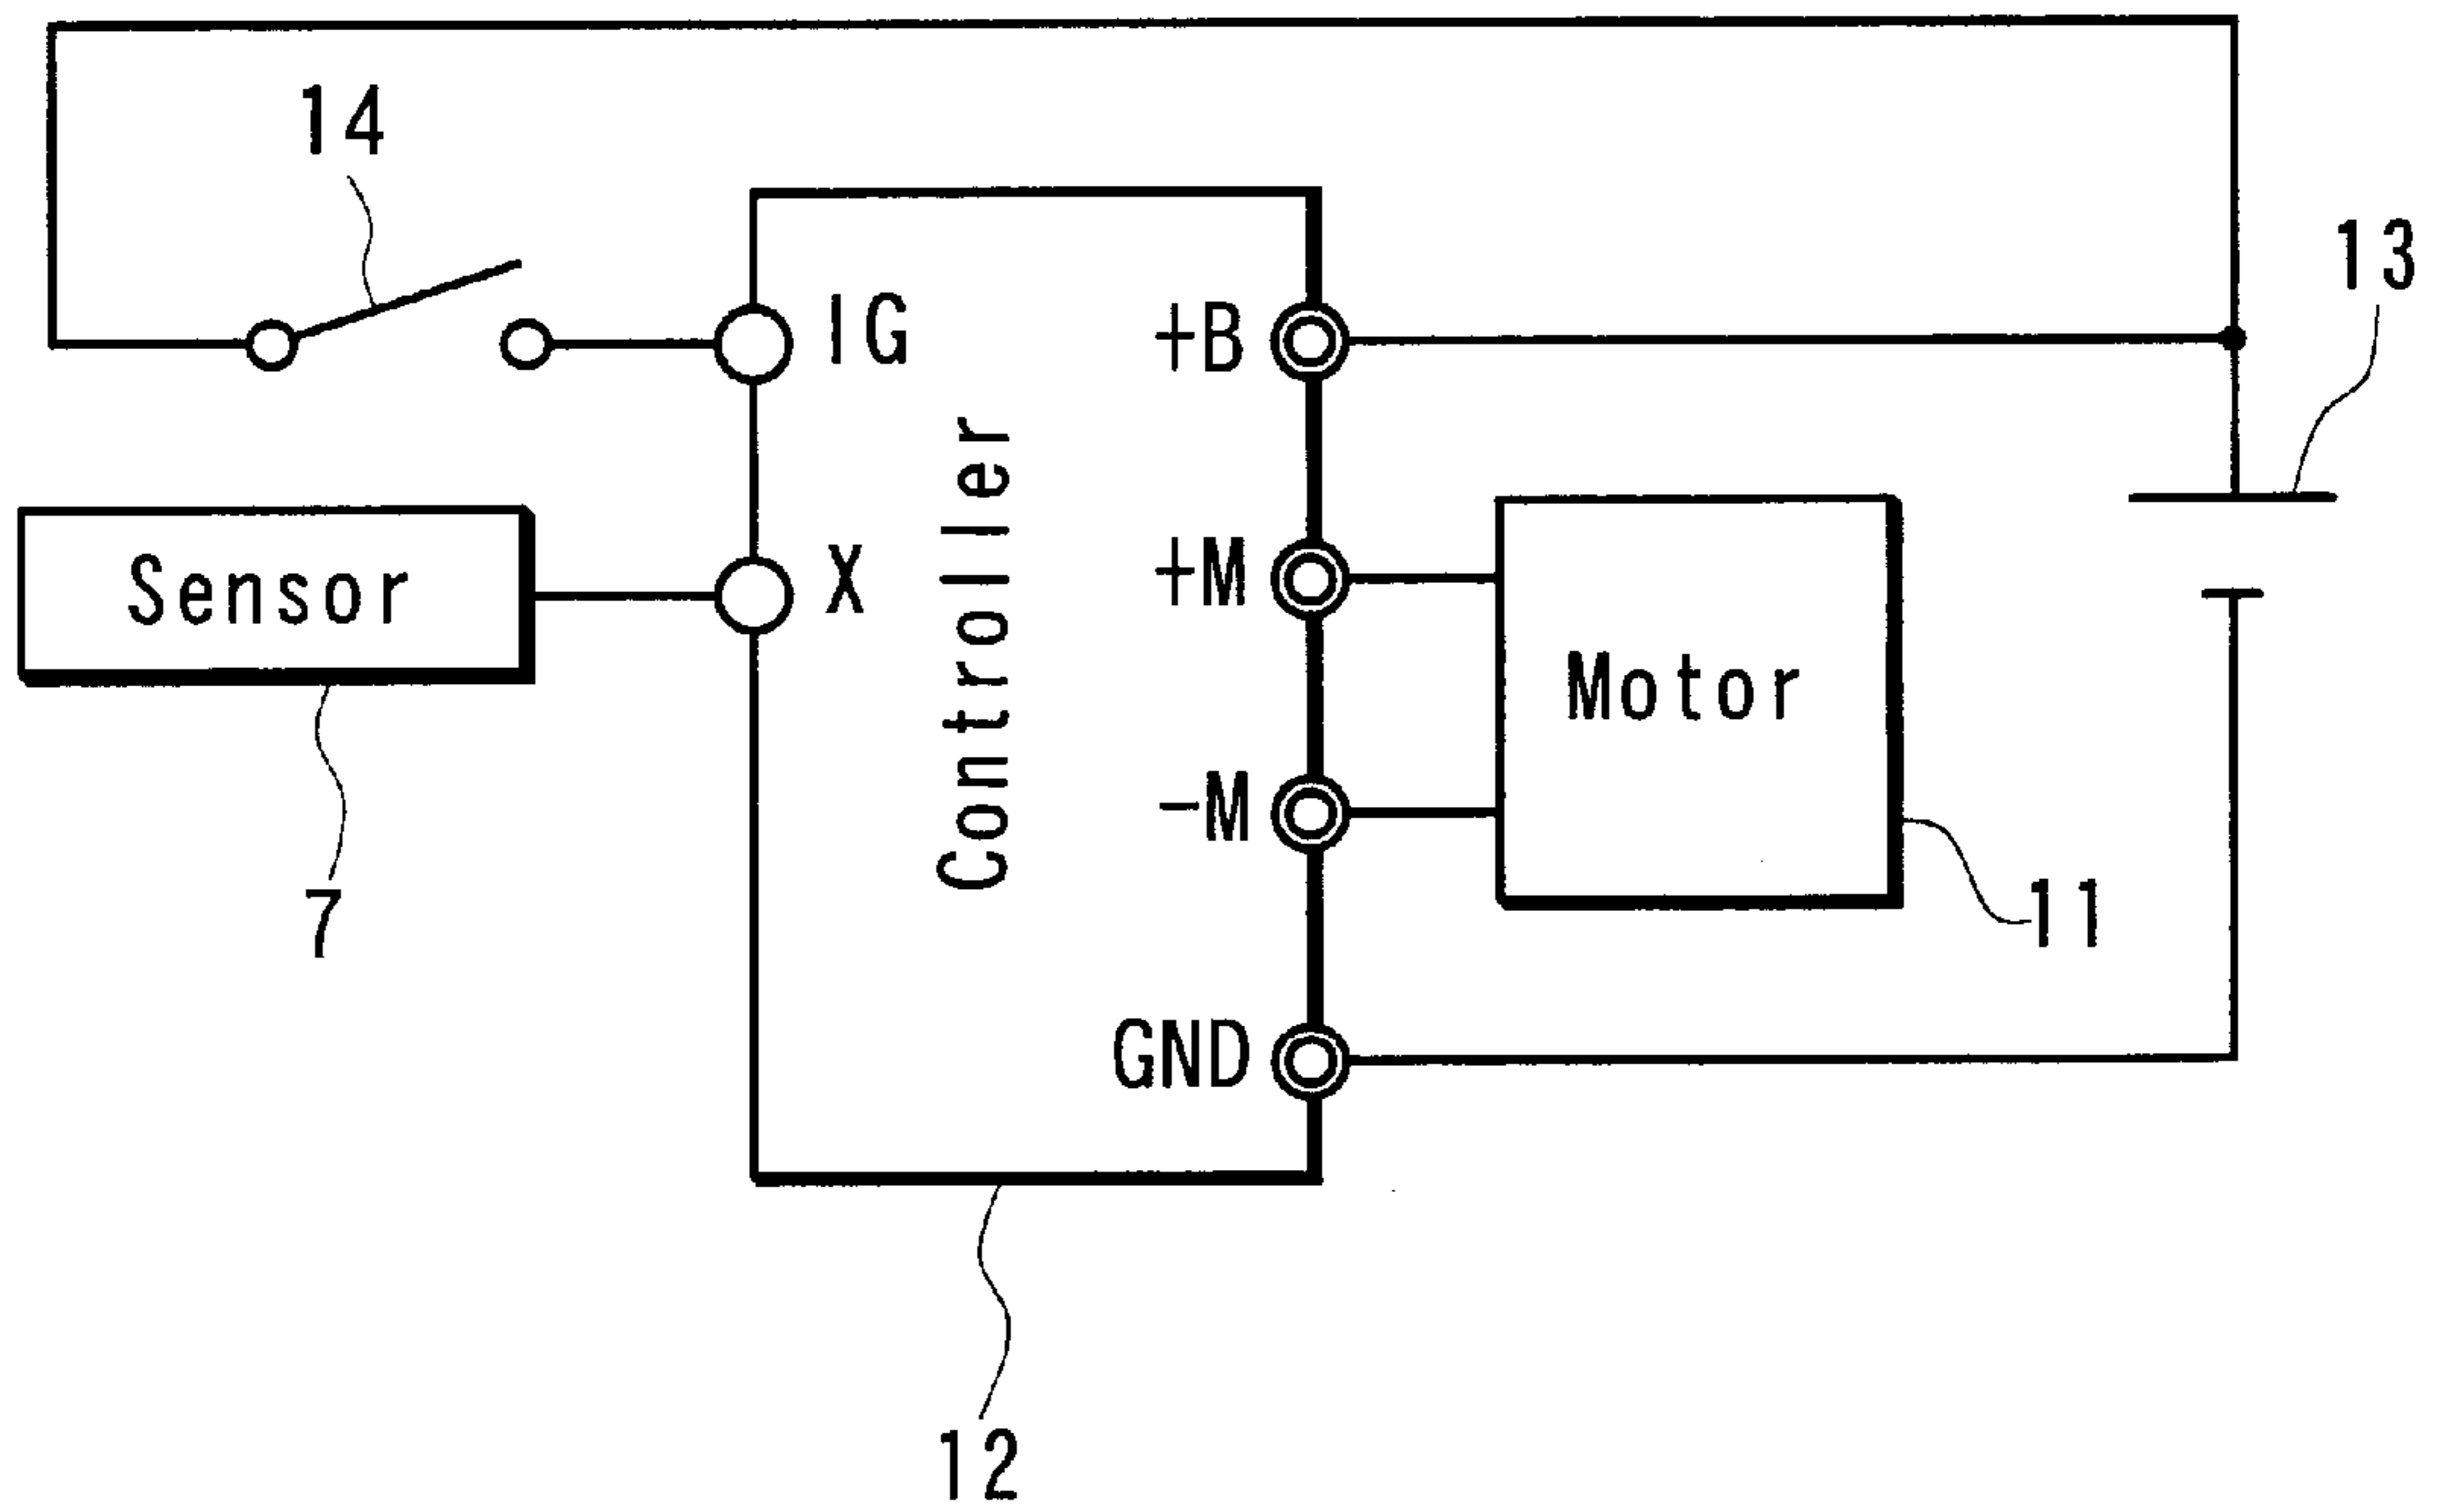 14
13
IG
+B
Controller
Sensor
X
+M
Motor
-M
7
11
GND
12